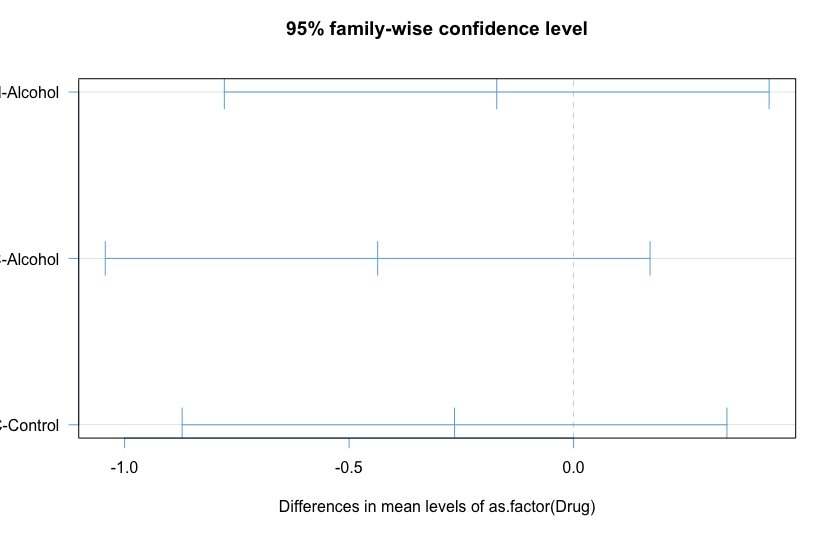 95% family-wise confidence level
-Alcohol
-Alcohol
-Control
-1.0 -0.5 0.0
Differences in mean levels of as.factor(Drug)